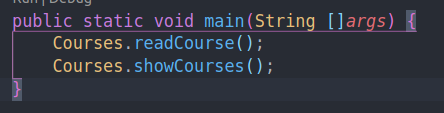 Run | Debug
public static void main(String []args) {
    Courses.readCourse();
    Courses.showCourses();
}